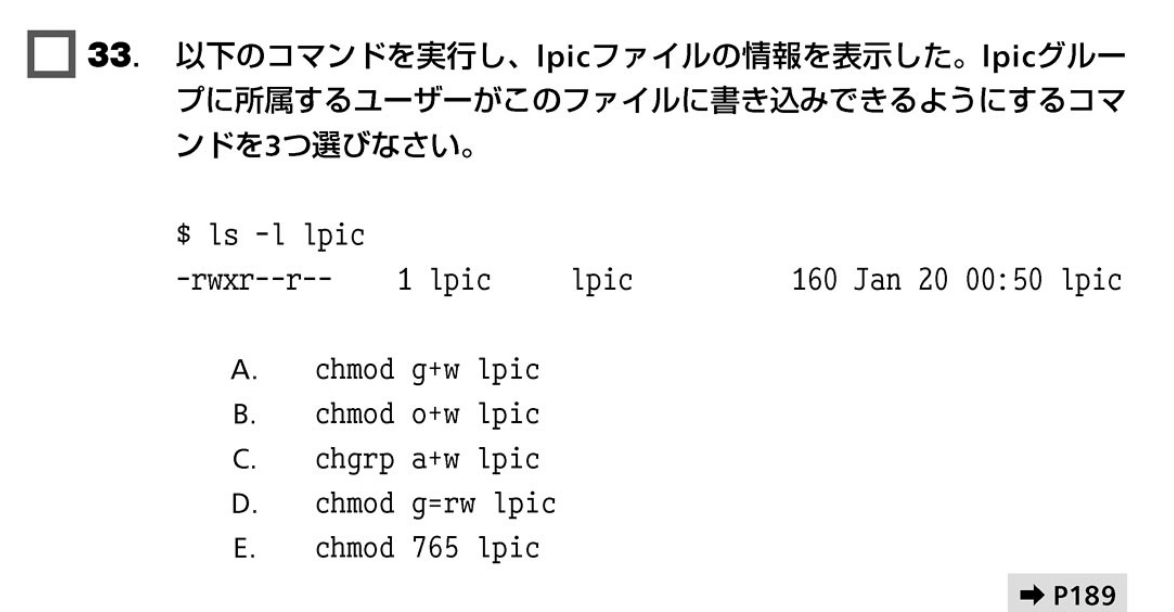 33. 以下のコマンドを実行し、lpicファイルの情報を表示した。lpicグルー
プに所属するユーザーがこのファイルに書き込みできるようにするコマ
ンドを3つ選びなさい。
$ ls -l lpic
-rwxr--r-- 1 lpic lpic 160 Jan 20 00:50 lpic
A. chmod g+w lpic
B. chmod o+w lpic
C. chgrp a+w lpic
D. chmod g=rw lpic
E. chmod 765 lpic
➡ P189